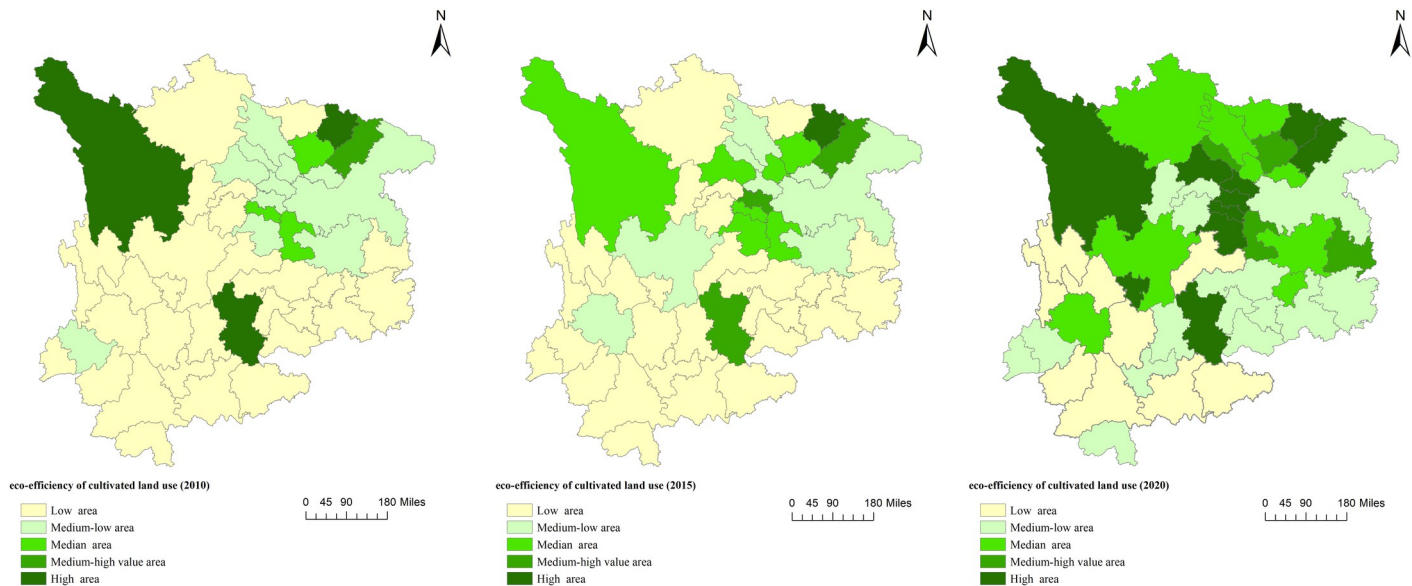 N
N
N
eco-efficiency of cultivated land use (2010)
Low area
Medium-low area
Median area
Medium-high value area
High area
0 45 90 180 Miles
eco-efficiency of cultivated land use (2015)
Low area
Medium-low area
Median area
Medium-high value area
High area
0 45 90 180 Miles
eco-efficiency of cultivated land use (2020)
Low area
Medium-low area
Median area
Medium-high value area
High area
0 45 90 180 Miles